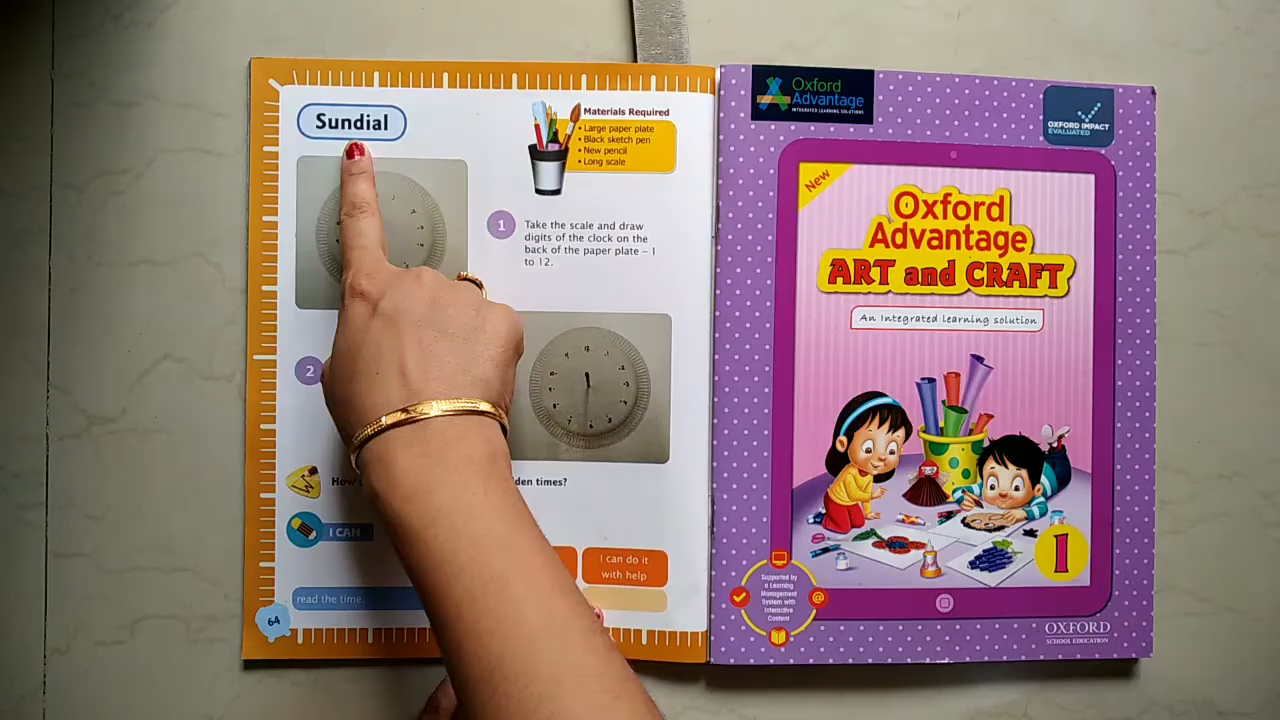 Sundial
Materials Required
• Large paper plate
• Black sketch pen
• New pencil
• Long scale
1
Take the scale and draw
digits of the clock on the
back of the paper plate – 1
to 12.
2
den times?
I CAN
I can do it
with help
read the time.
64
Oxford
Advantage
INTEGRATED LEARNING SOLUTIONS
OXFORD IMPACT
EVALUATED
New
Oxford
Advantage
ART and CRAFT
An Integrated learning solution
1
Supported by
a Learning
Management
System with
Interactive
Content
OXFORD
SCHOOL EDUCATION